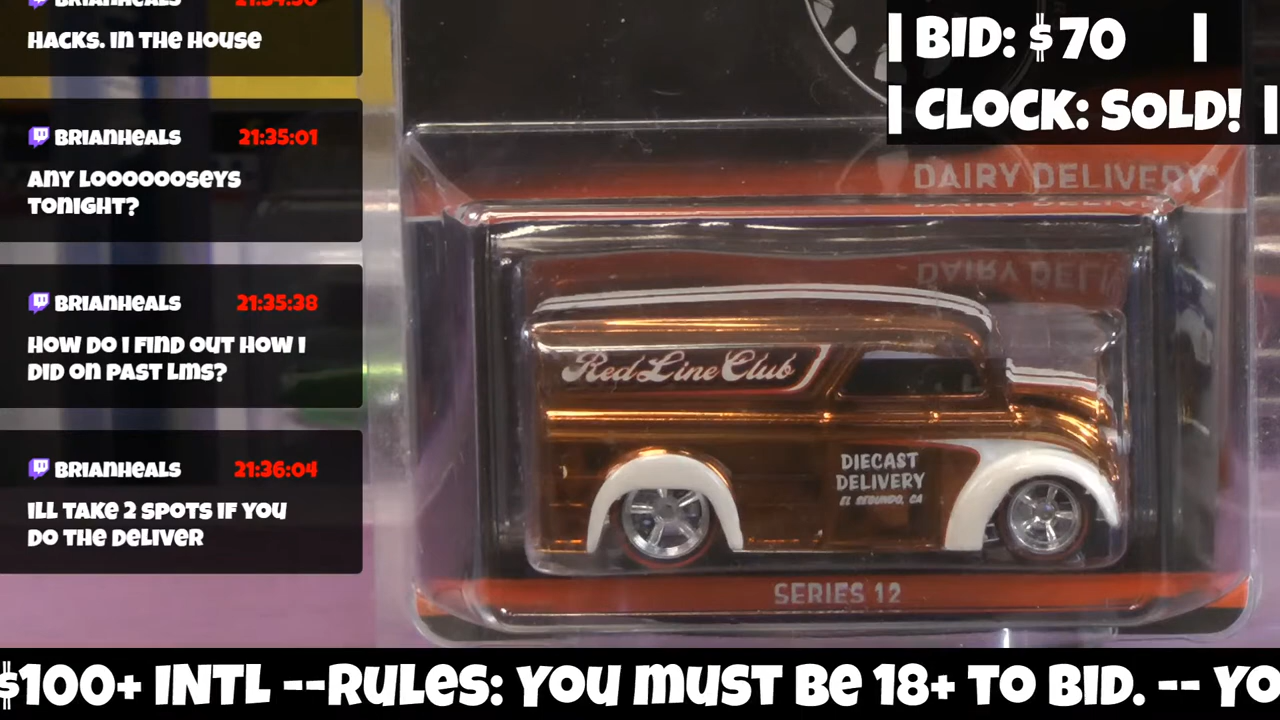 BRIANHEALS
HACKS. IN THE HOUSE
BRIANHEALS 21:35:01
ANY LOOOOOOSEYS
TONIGHT?
BRIANHEALS 21:35:38
HOW DO I FIND OUT HOW I
DID ON PAST LMS?
BRIANHEALS 21:36:04
ILL TAKE 2 SPOTS IF YOU
DO THE DELIVER
| BID: $70 |
| CLOCK: SOLD! |
DAIRY DELIVERY
Red Line Club
DIECAST
DELIVERY
EL SEGUNDO, CA
SERIES 12
$100+ INTL --RULES: YOU MUST BE 18+ TO BID. -- YO